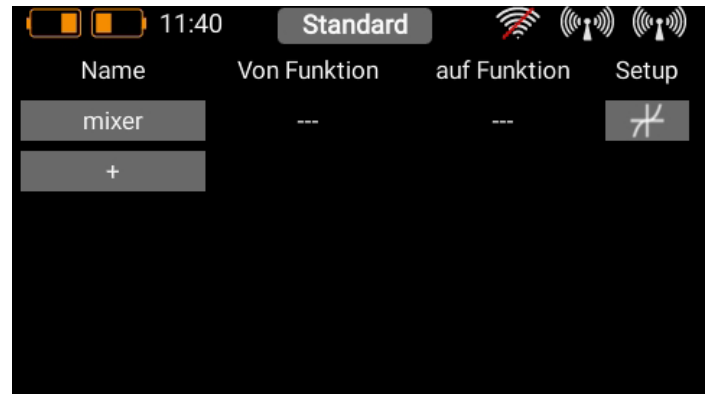 11:40 Standard
Name Von Funktion auf Funktion Setup
mixer --- ---
+